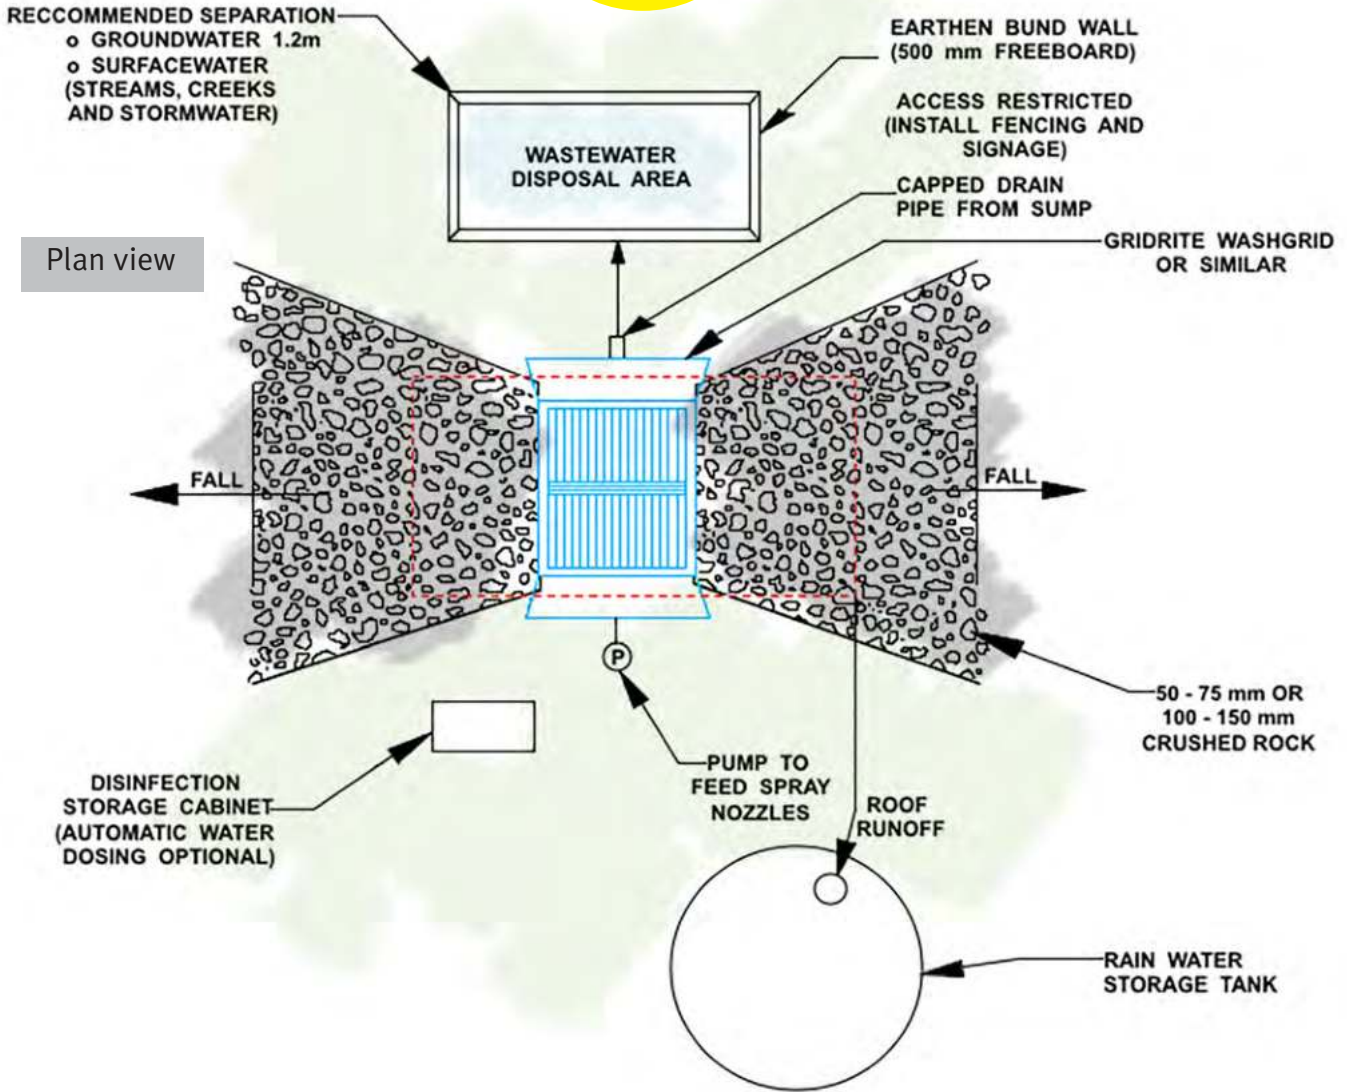 RECCOMMENDED SEPARATION
o GROUNDWATER 1.2m
o SURFACEWATER
(STREAMS, CREEKS
AND STORMWATER)
EARTHEN BUND WALL
(500 mm FREEBOARD)
ACCESS RESTRICTED
(INSTALL FENCING AND
SIGNAGE)
WASTEWATER
DISPOSAL AREA
CAPPED DRAIN
PIPE FROM SUMP
GRIDRITE WASHGRID
OR SIMILAR
Plan view
FALL
FALL
P
50 - 75 mm OR
100 - 150 mm
CRUSHED ROCK
PUMP TO
FEED SPRAY
NOZZLES
DISINFECTION
STORAGE CABINET
(AUTOMATIC WATER
DOSING OPTIONAL)
ROOF
RUNOFF
RAIN WATER
STORAGE TANK